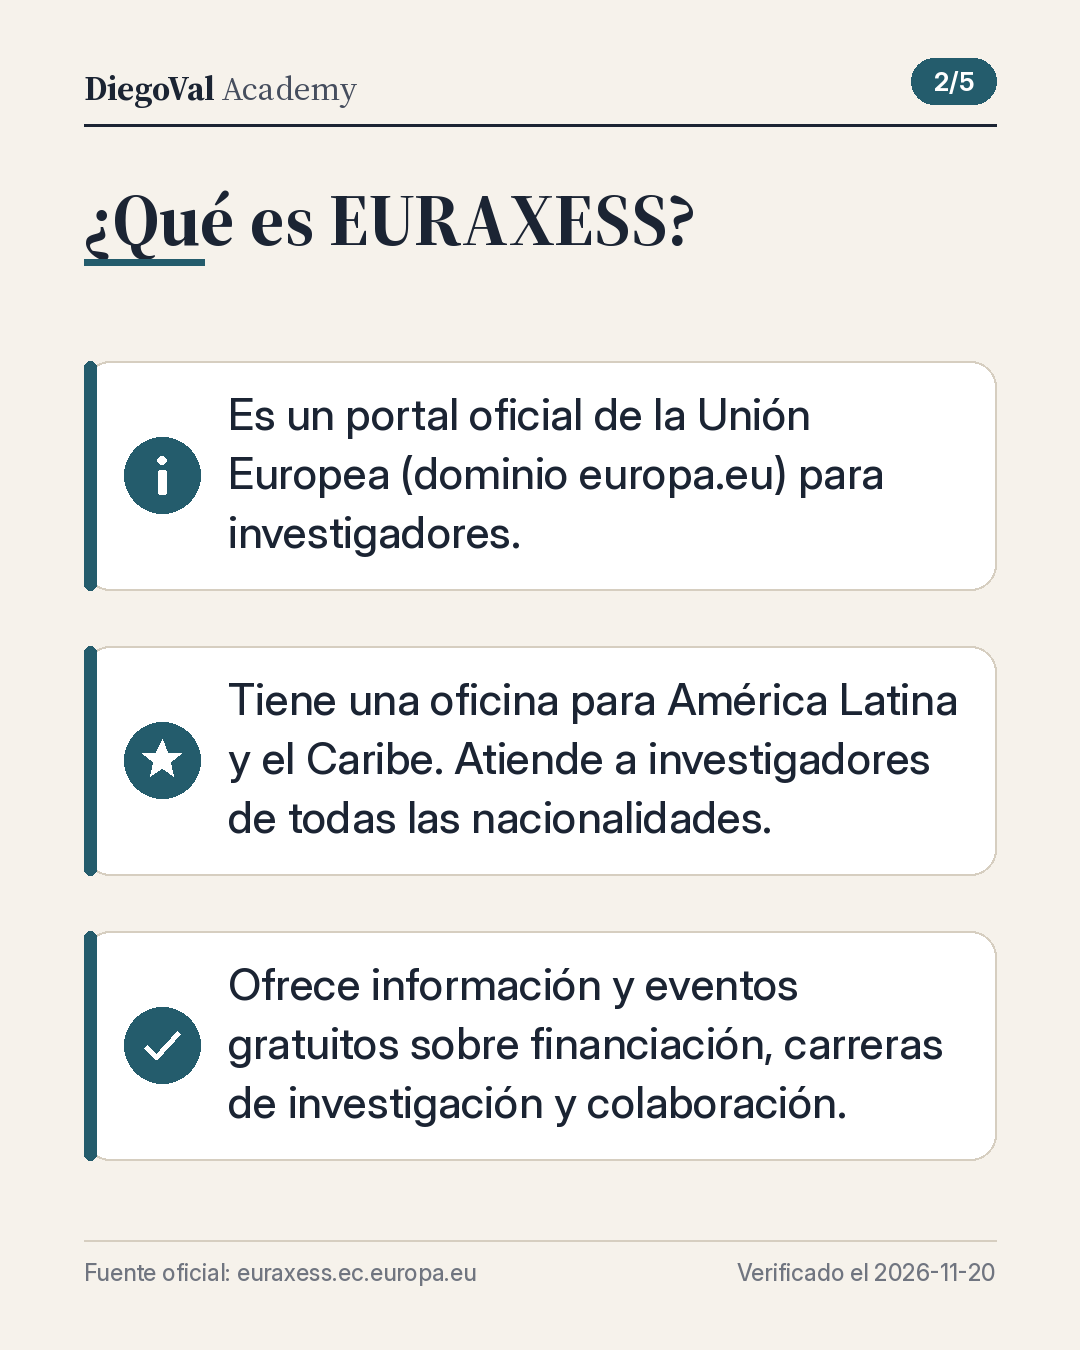 DiegoVal Academy
2/5
¿Qué es EURAXESS?
Es un portal oficial de la Unión
Europea (dominio europa.eu) para
investigadores.
Tiene una oficina para América Latina
y el Caribe. Atiende a investigadores
de todas las nacionalidades.
Ofrece información y eventos
gratuitos sobre financiación, carreras
de investigación y colaboración.
Fuente oficial: euraxess.ec.europa.eu
Verificado el 2026-11-20